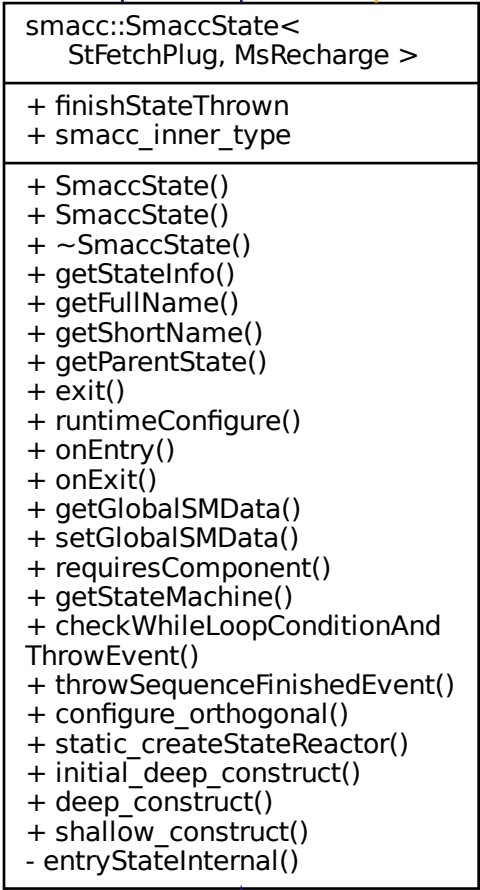 smacc::SmaccState<
StFetchPlug, MsRecharge >
+ finishStateThrown
+ smacc_inner_type
+ SmaccState()
+ SmaccState()
+ ~SmaccState()
+ getStateInfo()
+ getFullName()
+ getShortName()
+ getParentState()
+ exit()
+ runtimeConfigure()
+ onEntry()
+ onExit()
+ getGlobalSMData()
+ setGlobalSMData()
+ requiresComponent()
+ getStateMachine()
+ checkWhileLoopConditionAnd
ThrowEvent()
+ throwSequenceFinishedEvent()
+ configure_orthogonal()
+ static_createStateReactor()
+ initial_deep_construct()
+ deep_construct()
+ shallow_construct()
- entryStateInternal()